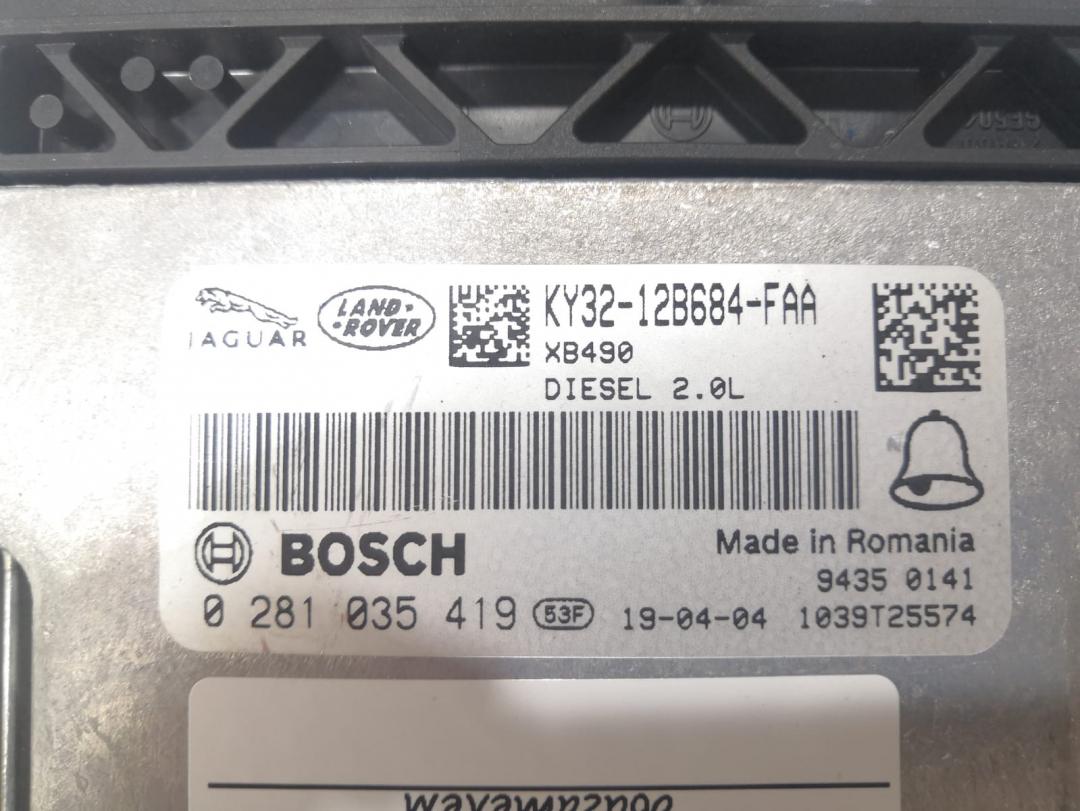 JAGUAR
LAND-
-ROVER
KY32-12B684-FAA
XB490
DIESEL 2.0L
BOSCH
Made in Romania
9435 0141
0 281 035 419 53F 19-04-04 1039T25574